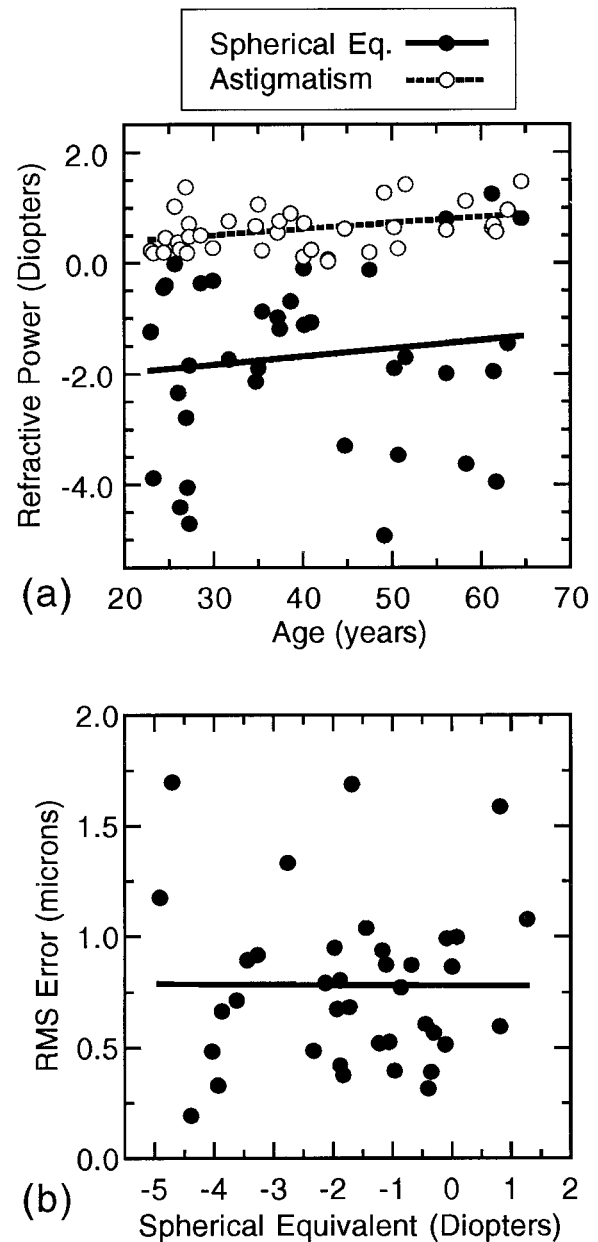 Spherical Eq.
Astigmatism
2.0
0.0
-2.0
-4.0
Refractive Power (Diopters)
20 30 40 50 60 70
Age (years)
(a)
2.0
1.5
1.0
0.5
0.0
RMS Error (microns)
-5 -4 -3 -2 -1 0 1 2
Spherical Equivalent (Diopters)
(b)